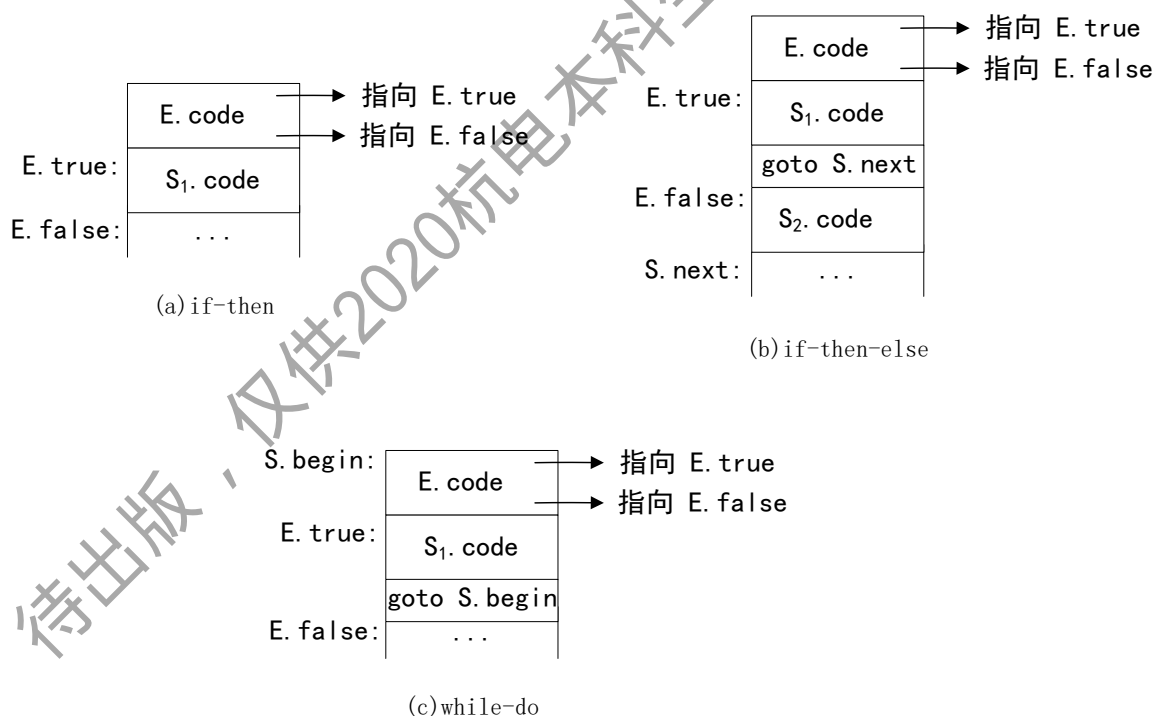 E.code
指向 E.true
指向 E.false
E.true:
S₁.code
E.false:
...
(a)if-then
E.code
指向 E.true
指向 E.false
E.true:
S₁.code
goto S.next
E.false:
S₂.code
S.next:
...
(b)if-then-else
S.begin:
E.code
指向 E.true
指向 E.false
E.true:
S₁.code
goto S.begin
E.false:
...
(c)while-do
待出版，仅供2020杭电本科